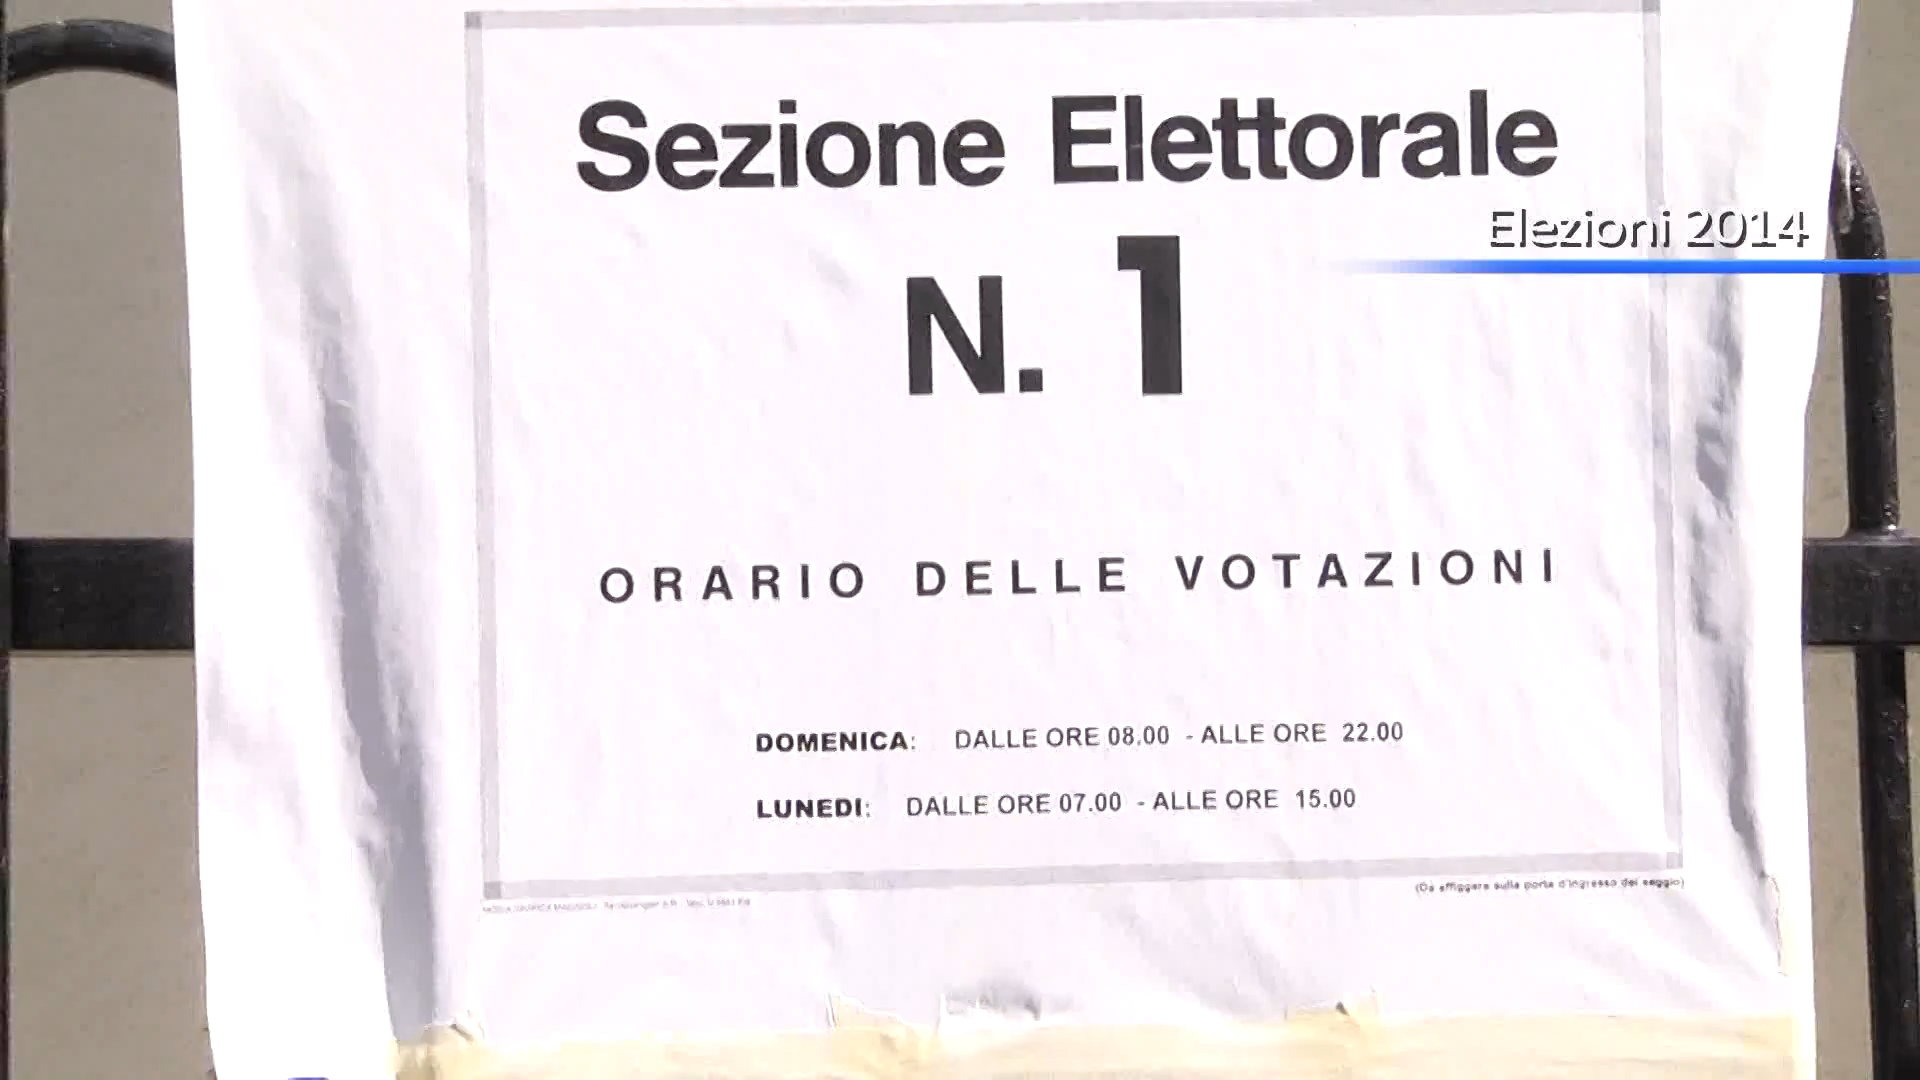 Sezione Elettorale
Elezioni 2014
N. 1
ORARIO DELLE VOTAZIONI
DOMENICA: DALLE ORE 08.00 - ALLE ORE 22.00
LUNEDI: DALLE ORE 07.00 - ALLE ORE 15.00
(Da affiggere sulla porta d'ingresso del seggio)